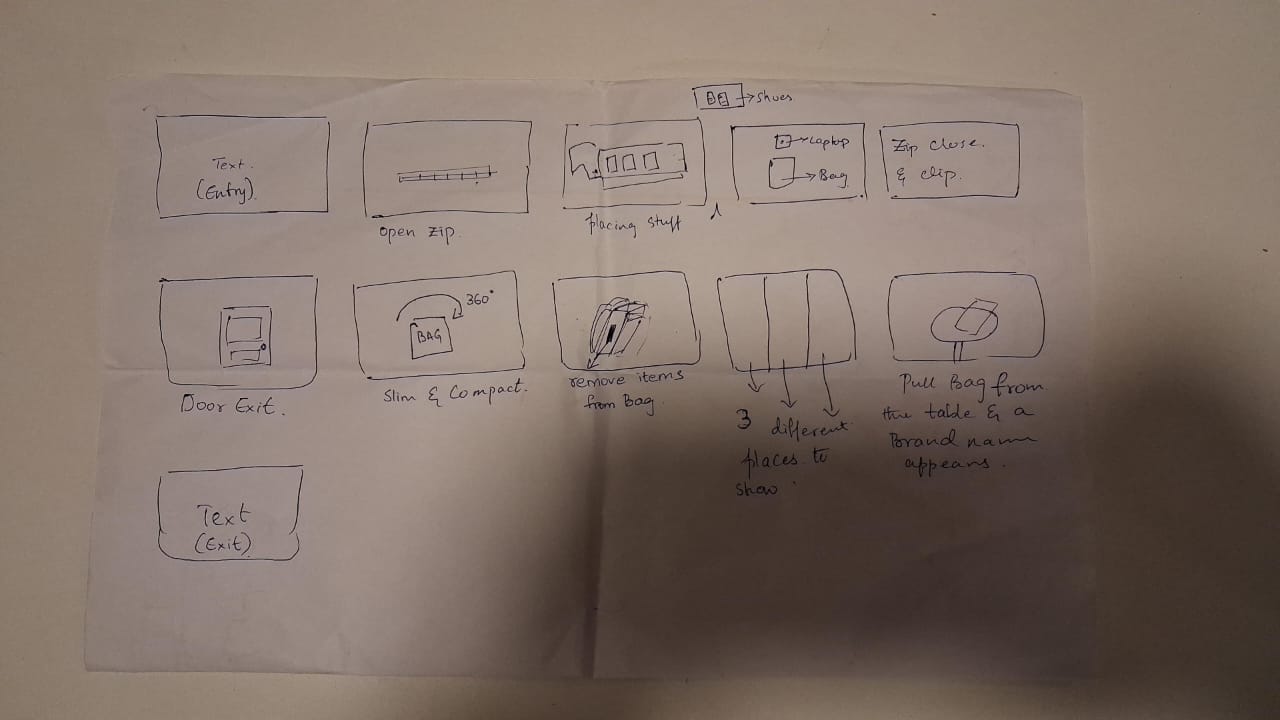 → Shoes
Text.
(Entry).
Open Zip.
placing stuff
→ Laptop
→ Bag
Zip close.
& clip.
Door Exit.
360°
BAG
Slim & Compact.
remove items
from Bag
3 different
places to
show
Pull Bag from
the table & a
Brand name
appears.
Text
(Exit)